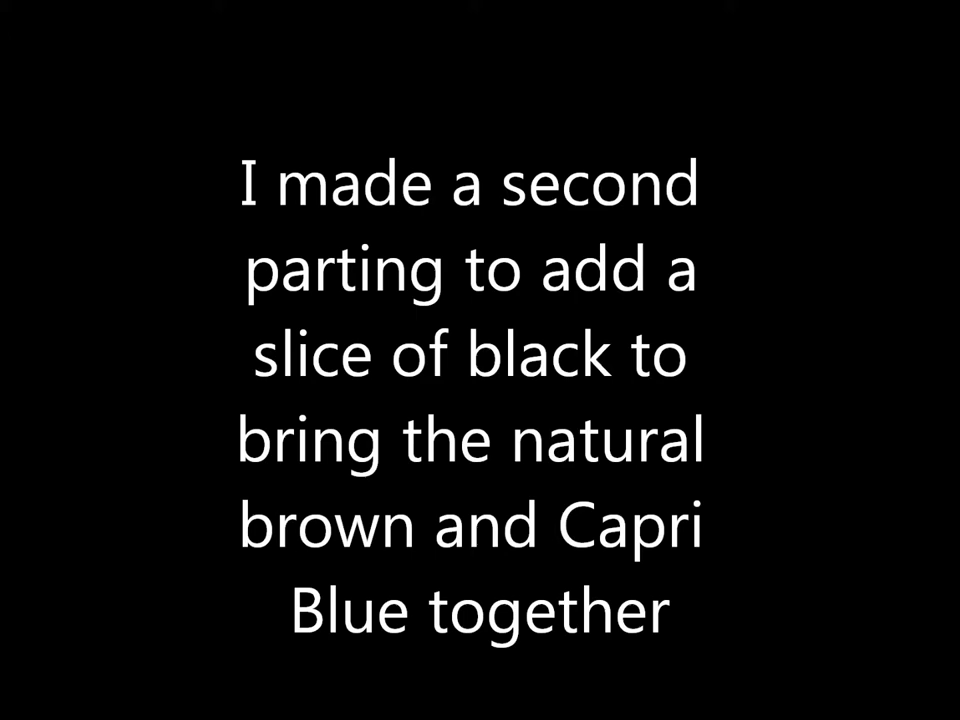 I made a second
parting to add a
slice of black to
bring the natural
brown and Capri
Blue together